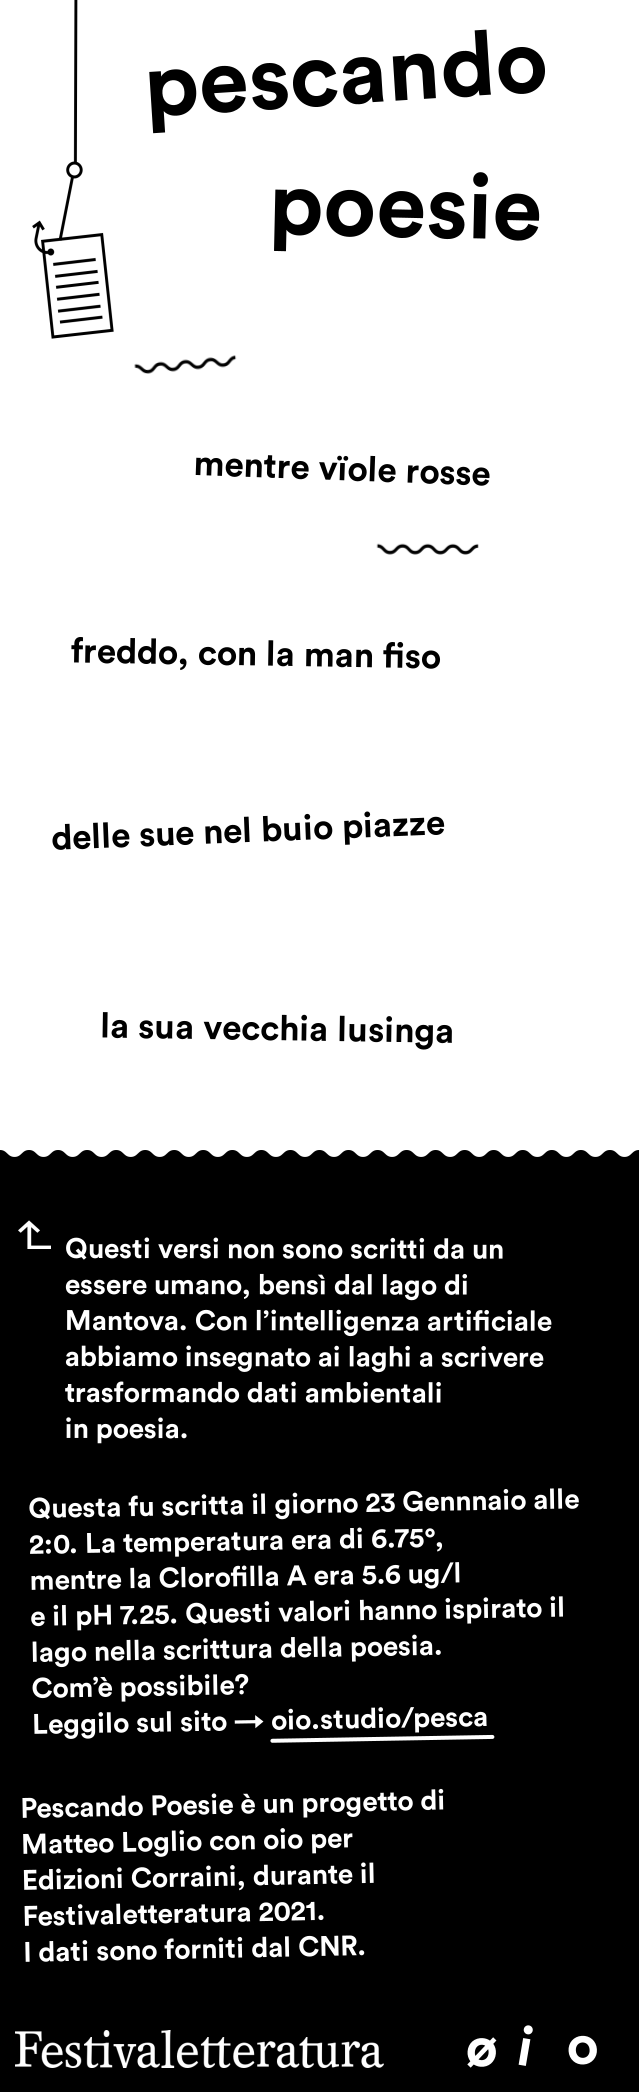 pescando
poesie
mentre vïole rosse
freddo, con la man fiso
delle sue nel buio piazze
la sua vecchia lusinga
Questi versi non sono scritti da un
essere umano, bensì dal lago di
Mantova. Con l’intelligenza artificiale
abbiamo insegnato ai laghi a scrivere
trasformando dati ambientali
in poesia.
Questa fu scritta il giorno 23 Gennnaio alle
2:0. La temperatura era di 6.75°,
mentre la Clorofilla A era 5.6 ug/l
e il pH 7.25. Questi valori hanno ispirato il
lago nella scrittura della poesia.
Com’è possibile?
Leggilo sul sito → oio.studio/pesca
Pescando Poesie è un progetto di
Matteo Loglio con oio per
Edizioni Corraini, durante il
Festivaletteratura 2021.
I dati sono forniti dal CNR.
Festivaletteratura ø i o